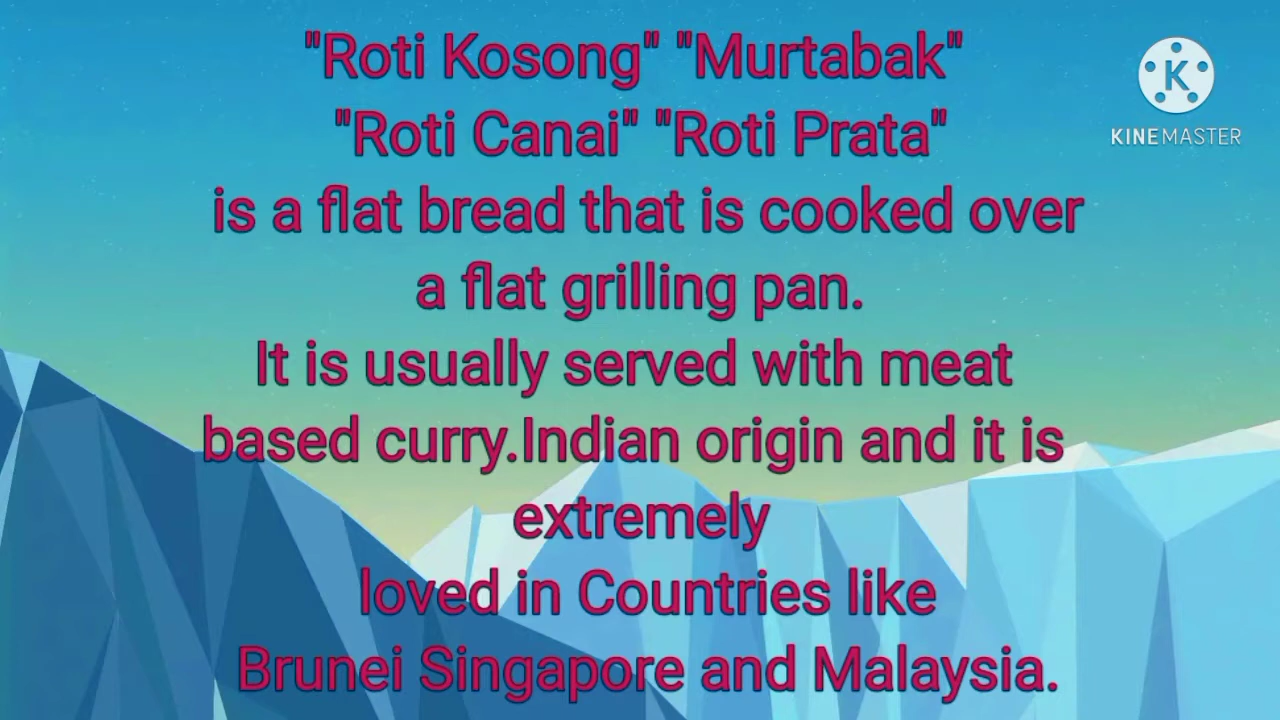 "Roti Kosong" "Murtabak"
"Roti Canai" "Roti Prata"
is a flat bread that is cooked over
a flat grilling pan.
It is usually served with meat
based curry.Indian origin and it is
extremely
loved in Countries like
Brunei Singapore and Malaysia.
K
KINEMASTER